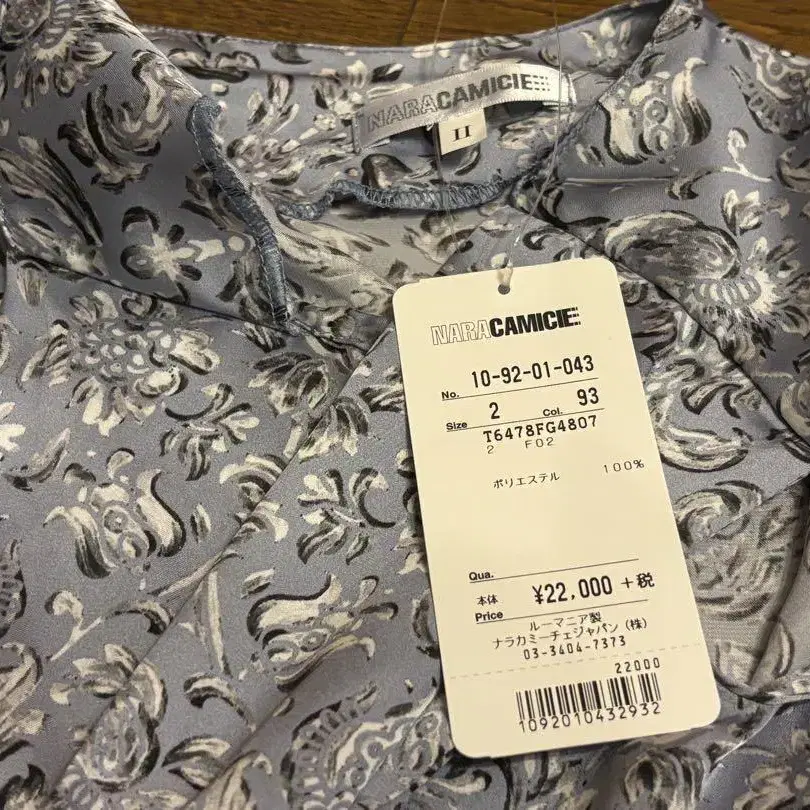 NARACAMICIE
II
NARACAMICIE
No. 10-92-01-043
Size 2 Col. 93
T6478FG4807
2 F02
ポリエステル 100%
Qua.
本体 ¥22,000 +税
Price
ルーマニア製
ナラカミーチェジャパン (株)
03-3404-7373
22000
1092010432932